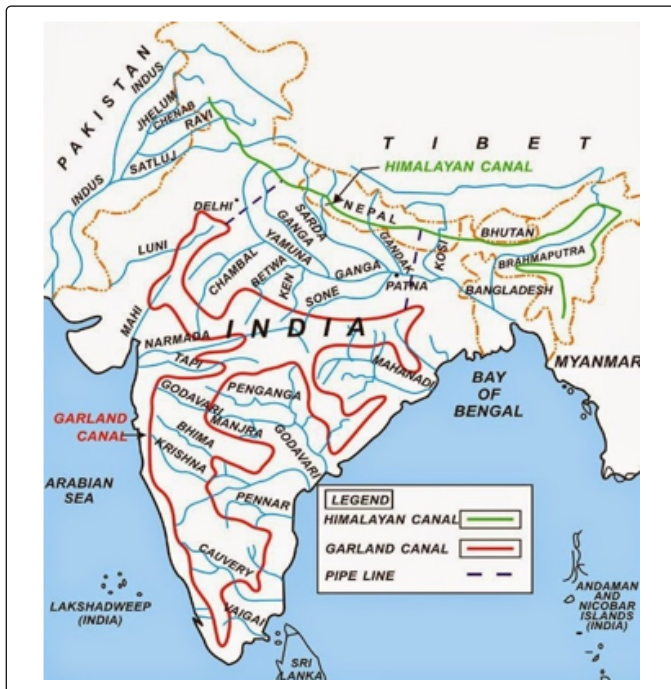 PAKISTAN
INDUS
JHELUM
CHENAB
RAVI
SATLUJ
INDUS
TIBET
HIMALAYAN CANAL
DELHI
NEPAL
SARDA
GANGA
YAMUNA
GANDAK
KOSI
BHUTAN
BRAHMAPUTRA
LUNI
CHAMBAL
BETWA
KEN
SONE
GANGA
PATNA
BANGLADESH
MAHI
INDIA
NARMADA
TAPI
MAHANADI
MYANMAR
BAY
OF
BENGAL
GODAVARI
PENGANGA
GARLAND
CANAL
MANJRA
BHIMA
GODAVARI
KRISHNA
ARABIAN
SEA
PENNAR
LEGEND
HIMALAYAN CANAL
GARLAND CANAL
PIPE LINE
CAUVERY
VAIGAI
LAKSHADWEEP
(INDIA)
ANDAMAN
AND
NICOBAR
ISLANDS
(INDIA)
SRI
LANKA